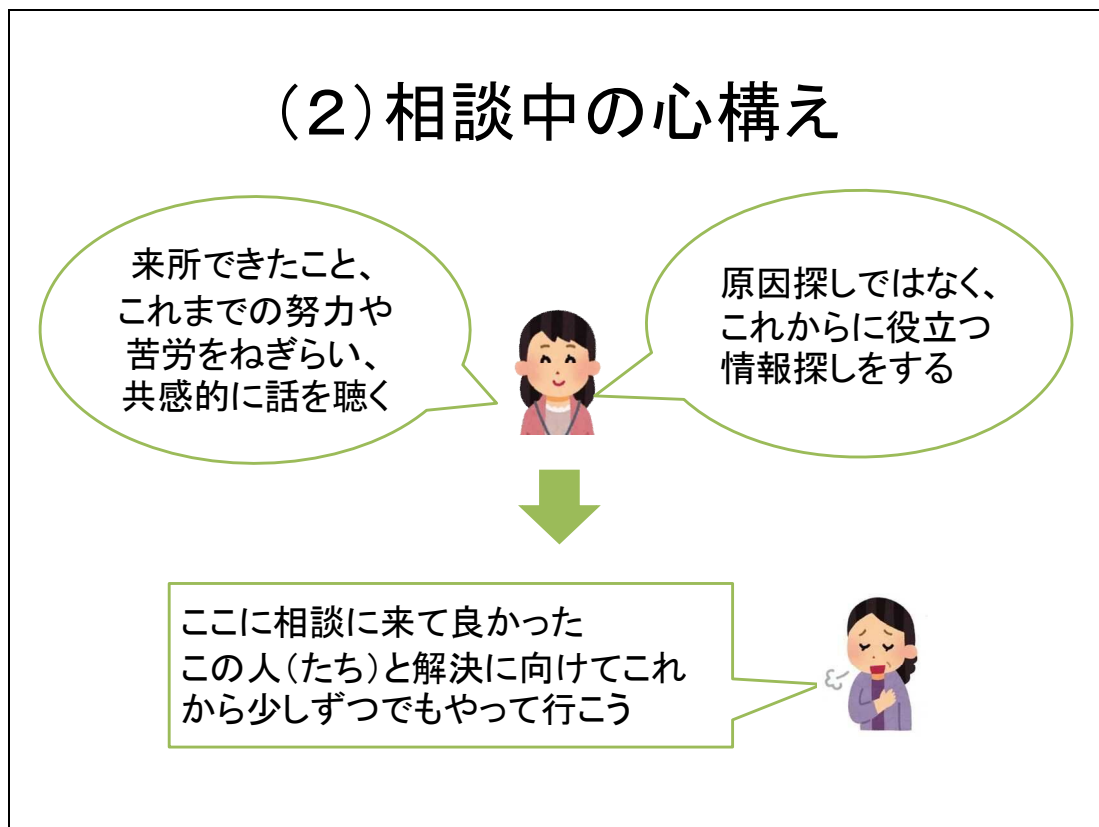 （２）相談中の心構え
来所できたこと、
これまでの努力や
苦労をねぎらい、
共感的に話を聴く
原因探しではなく、
これからに役立つ
情報探しをする
ここに相談に来て良かった
この人（たち）と解決に向けてこれ
から少しずつでもやって行こう